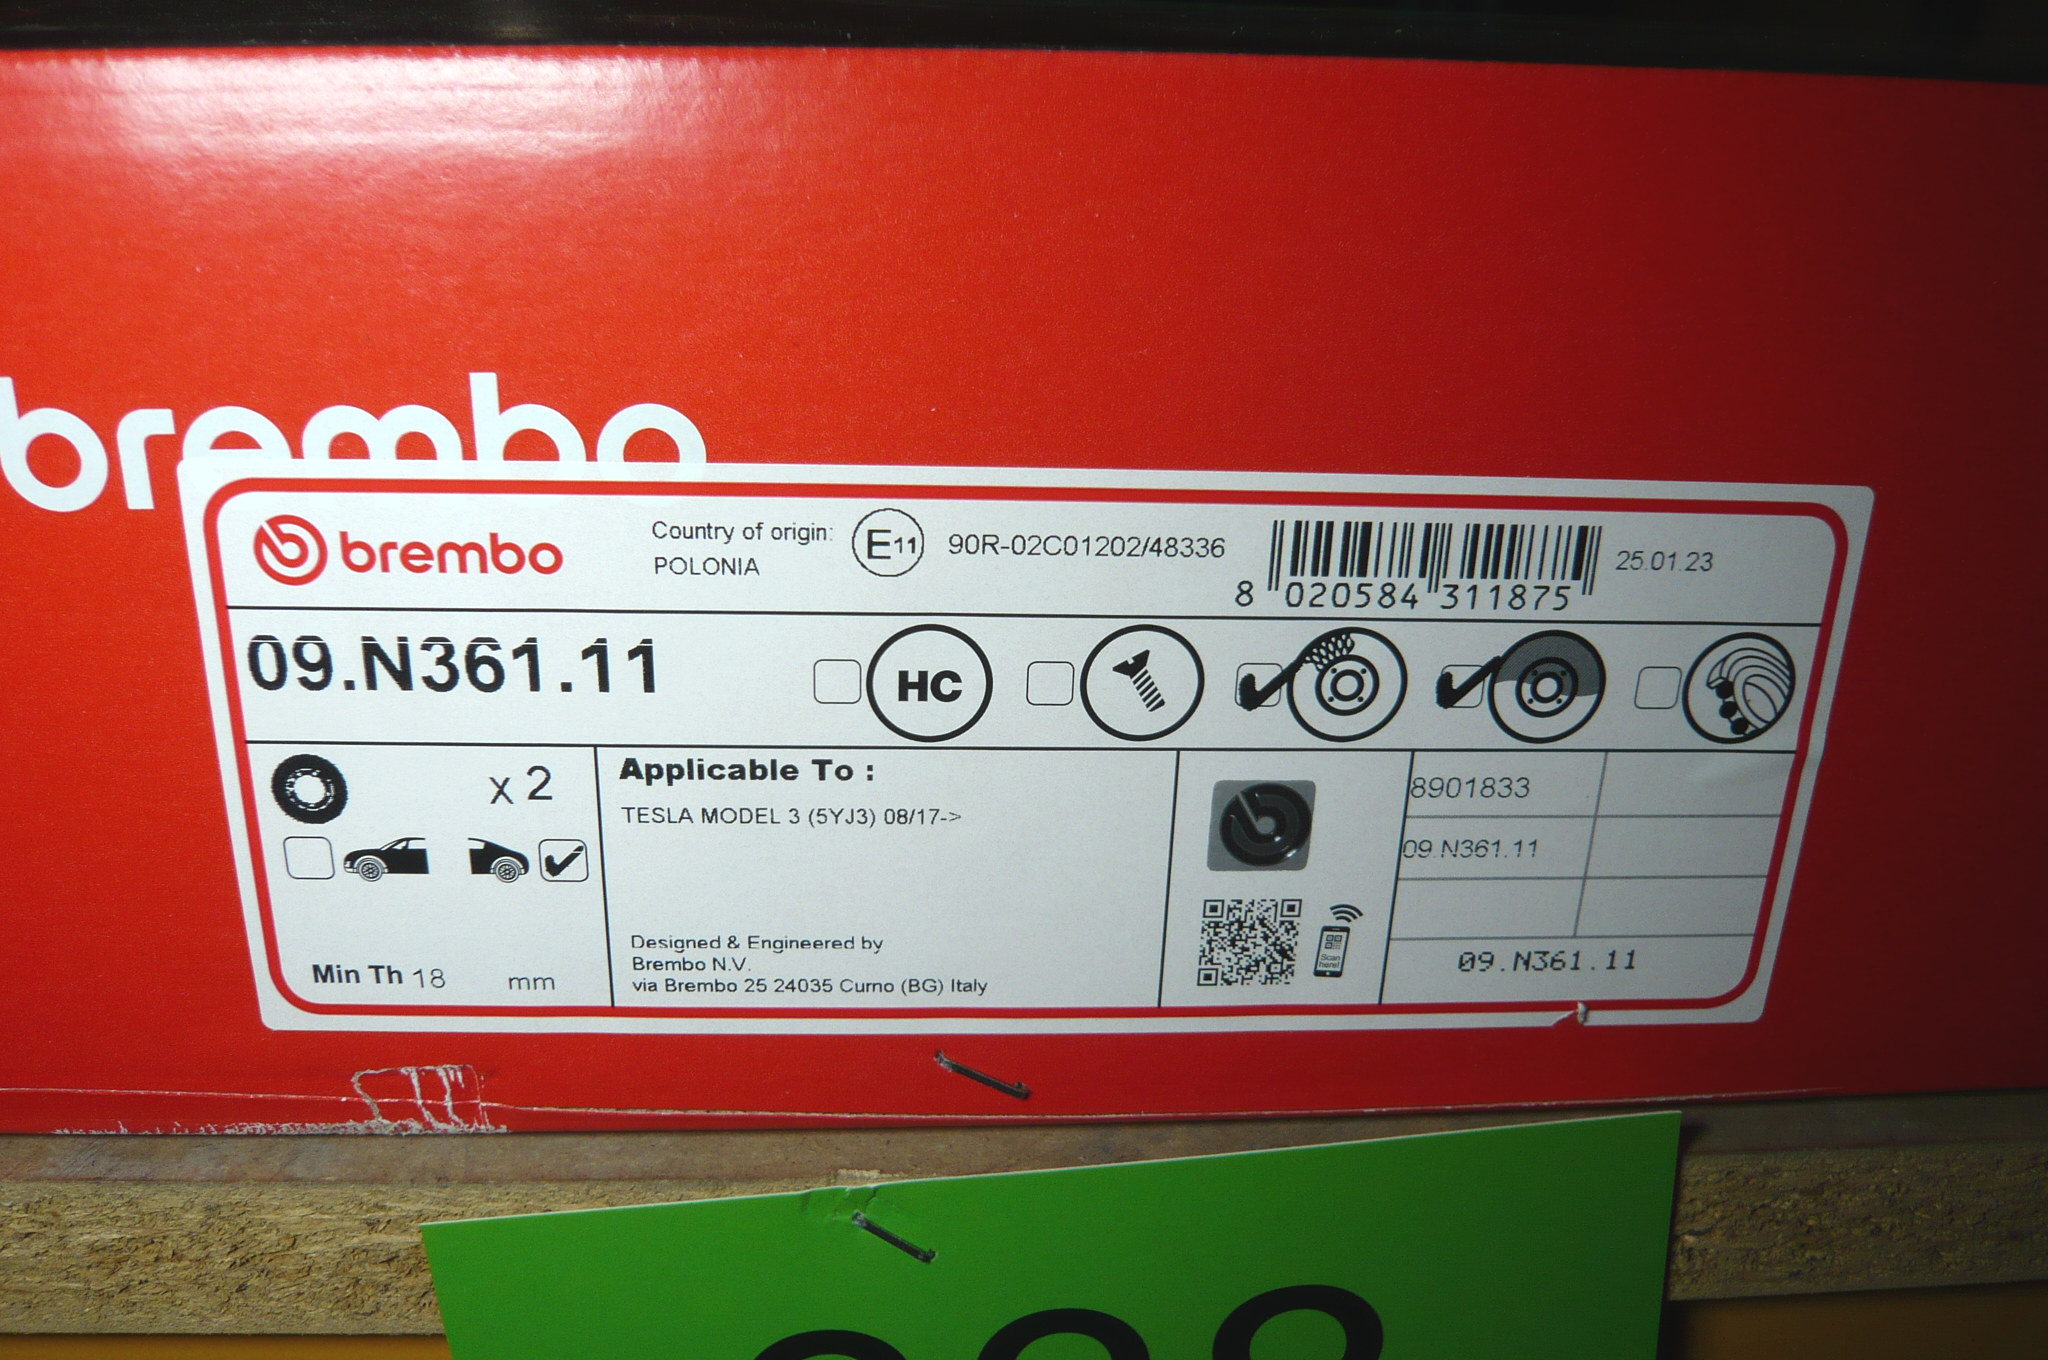 brembo
brembo
Country of origin:
POLONIA
E11
90R-02C01202/48336
8 020584 311875
25.01.23
09.N361.11
HC
x 2
Applicable To :
TESLA MODEL 3 (5YJ3) 08/17->
Min Th 18 mm
Designed & Engineered by
Brembo N.V.
via Brembo 25 24035 Curno (BG) Italy
Scan
here!
8901833
09.N361.11
09.N361.11